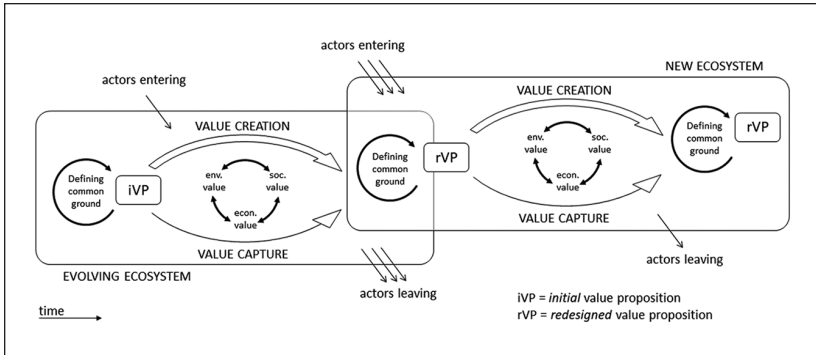 actors entering
actors entering
NEW ECOSYSTEM
VALUE CREATION
VALUE CREATION
Defining
common
ground
iVP
env.
value
soc.
value
econ.
value
Defining
common
ground
rVP
env.
value
soc.
value
econ.
value
Defining
common
ground
rVP
VALUE CAPTURE
VALUE CAPTURE
EVOLVING ECOSYSTEM
actors leaving
actors leaving
time
iVP = initial value proposition
rVP = redesigned value proposition